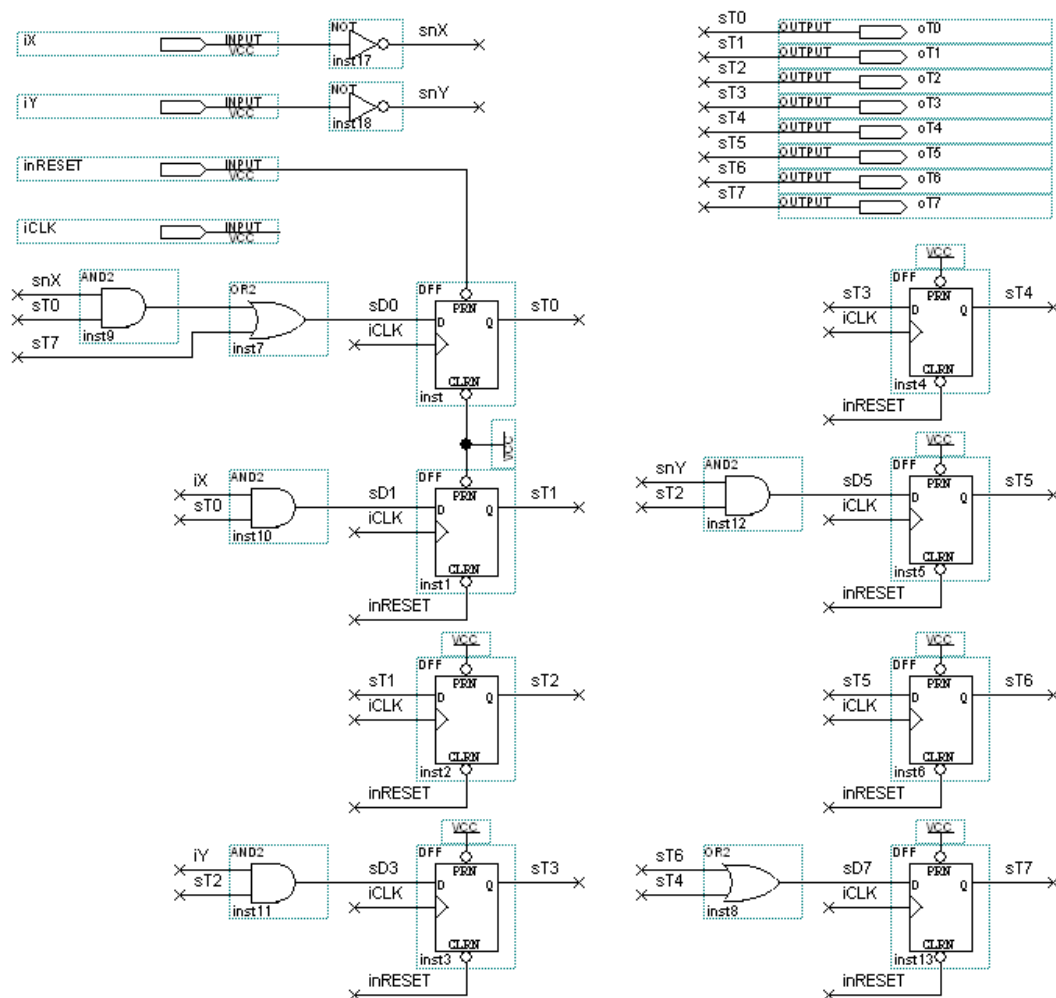 iX INPUT VCC NOT inst17 snX
iY INPUT VCC NOT inst18 snY
inRESET INPUT VCC
iCLK INPUT VCC
sT0 OUTPUT oT0
sT1 OUTPUT oT1
sT2 OUTPUT oT2
sT3 OUTPUT oT3
sT4 OUTPUT oT4
sT5 OUTPUT oT5
sT6 OUTPUT oT6
sT7 OUTPUT oT7
snX
sT0
AND2
inst9
sT7
OR2
inst7
sD0
iCLK
DFF
PRN
D Q
CLRN
inst
sT0
VCC
iX
sT0
AND2
inst10
sD1
iCLK
DFF
PRN
D Q
CLRN
inst1
inRESET
sT1
VCC
sT1
iCLK
DFF
PRN
D Q
CLRN
inst2
inRESET
sT2
VCC
iY
sT2
AND2
inst11
sD3
iCLK
DFF
PRN
D Q
CLRN
inst3
inRESET
sT3
VCC
sT3
iCLK
DFF
PRN
D Q
CLRN
inst4
inRESET
sT4
VCC
snY
sT2
AND2
inst12
sD5
iCLK
DFF
PRN
D Q
CLRN
inst5
inRESET
sT5
VCC
sT5
iCLK
DFF
PRN
D Q
CLRN
inst6
inRESET
sT6
VCC
sT6
sT4
OR2
inst8
sD7
iCLK
DFF
PRN
D Q
CLRN
inst13
inRESET
sT7